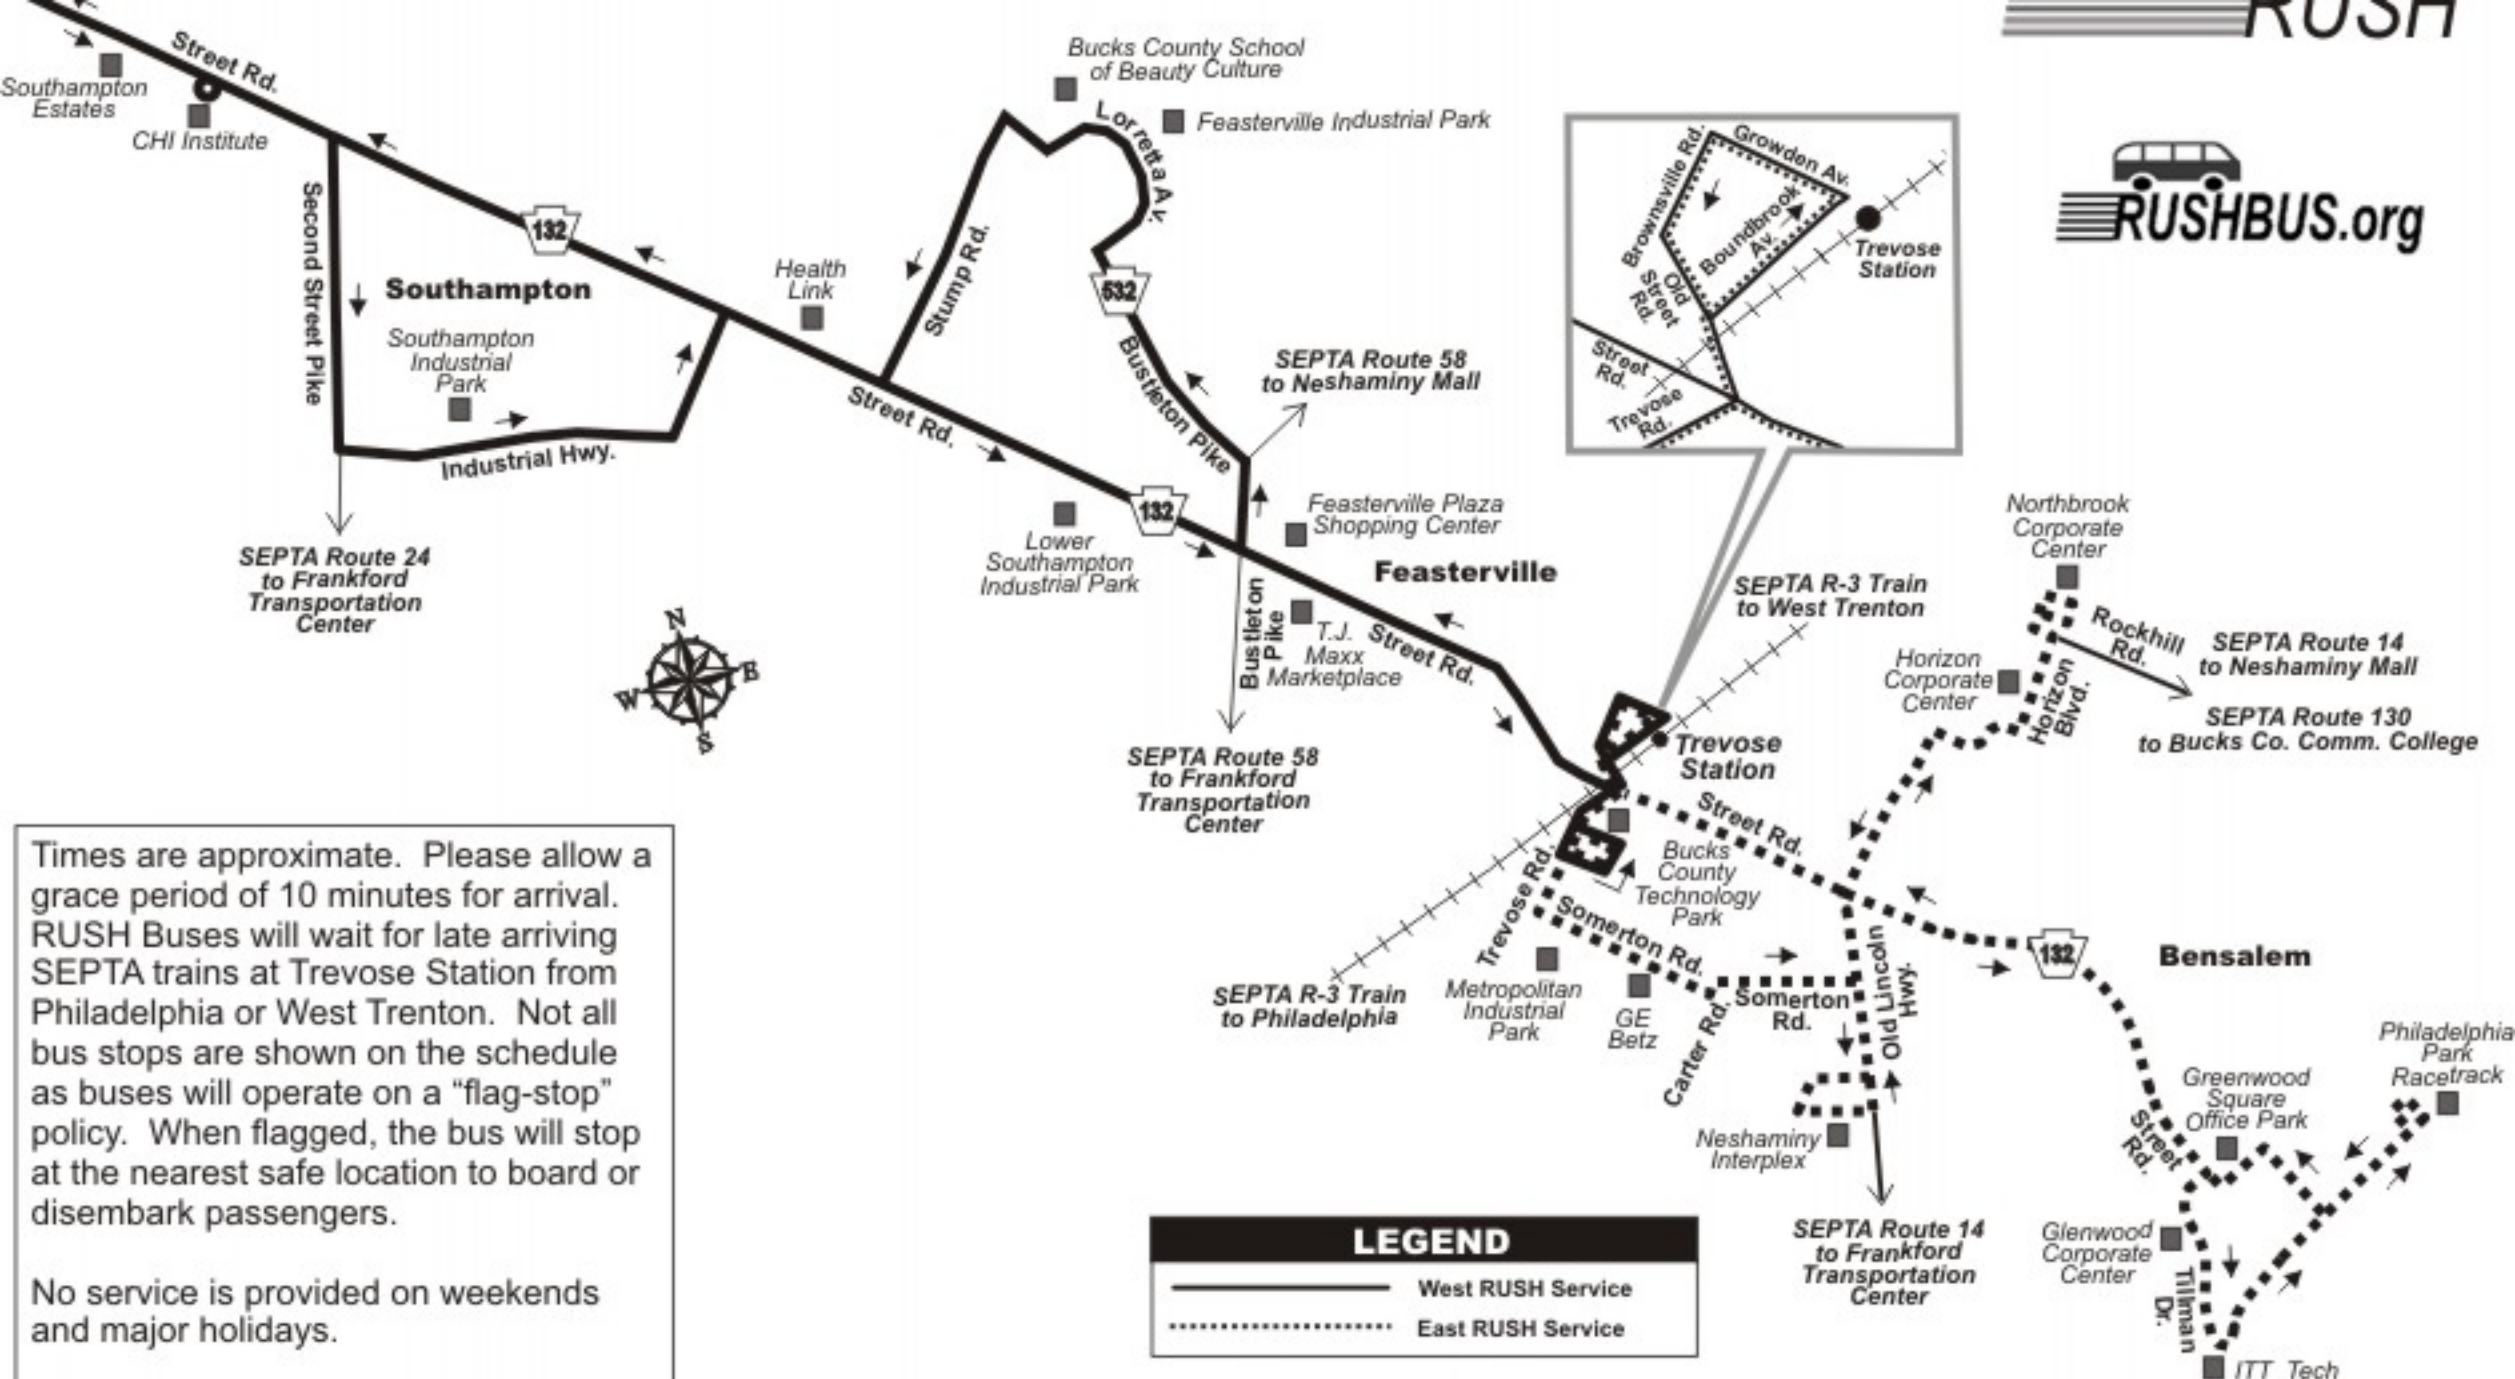 RUSH
Street Rd.
Southampton
Estates
CHI Institute
Bucks County School
of Beauty Culture
Lorretta Av.
Feasterville Industrial Park
Second Street Pike
132
Southampton
Southampton
Industrial
Park
Industrial Hwy.
Health
Link
Stump Rd.
532
Bustleton Pike
Street Rd.
SEPTA Route 58
to Neshaminy Mall
Brownsville Rd.
Growden Av.
Boundbrook
Av.
Old
Street
Rd.
Trevose
Station
Street
Rd.
Trevose
Rd.
RUSHBUS.org
SEPTA Route 24
to Frankford
Transportation
Center
N
E
W
S
132
Lower
Southampton
Industrial Park
Feasterville Plaza
Shopping Center
Feasterville
Bustleton
Pike
T.J.
Maxx
Marketplace
Street Rd.
SEPTA Route 58
to Frankford
Transportation
Center
SEPTA R-3 Train
to West Trenton
Trevose
Station
Northbrook
Corporate
Center
Rockhill
Rd.
Horizon
Corporate
Center
Horizon
Blvd.
SEPTA Route 14
to Neshaminy Mall
SEPTA Route 130
to Bucks Co. Comm. College
Street Rd.
Bucks
County
Technology
Park
Trevose Rd.
Somerton Rd.
SEPTA R-3 Train
to Philadelphia
Metropolitan
Industrial
Park
GE
Betz
Carter Rd.
Somerton
Rd.
Old Lincoln
Hwy.
132
Bensalem
Neshaminy
Interplex
SEPTA Route 14
to Frankford
Transportation
Center
Street
Rd.
Greenwood
Square
Office Park
Philadelphia
Park
Racetrack
Glenwood
Corporate
Center
Tillman
Dr.
ITT Tech
Times are approximate. Please allow a
grace period of 10 minutes for arrival.
RUSH Buses will wait for late arriving
SEPTA trains at Trevose Station from
Philadelphia or West Trenton. Not all
bus stops are shown on the schedule
as buses will operate on a “flag-stop”
policy. When flagged, the bus will stop
at the nearest safe location to board or
disembark passengers.
No service is provided on weekends
and major holidays.
LEGEND
West RUSH Service
East RUSH Service